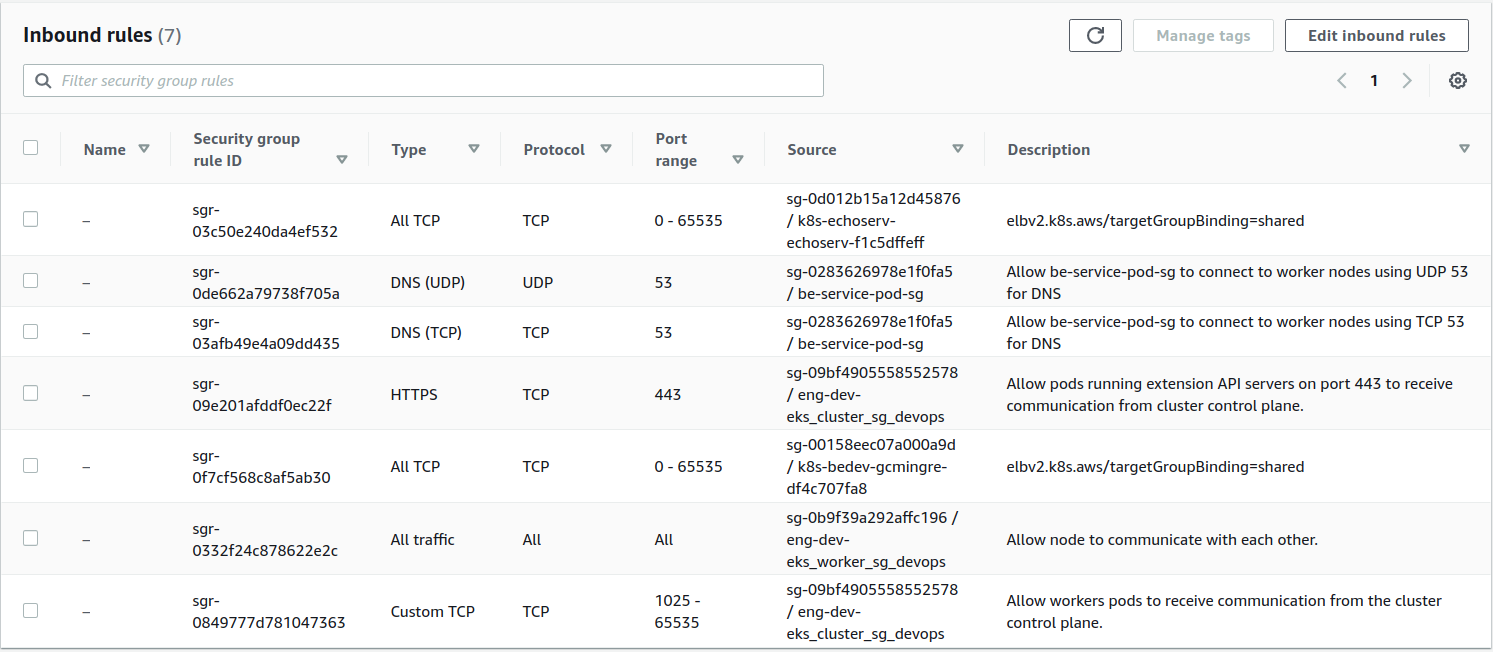 Inbound rules (7)
Manage tags
Edit inbound rules
Filter security group rules
1
Name
Security group
rule ID
Type
Protocol
Port
range
Source
Description
–
sgr-
03c50e240da4ef532
All TCP
TCP
0 - 65535
sg-0d012b15a12d45876
/ k8s-echoserv-
echoserv-f1c5dffeff
elbv2.k8s.aws/targetGroupBinding=shared
–
sgr-
0de662a79738f705a
DNS (UDP)
UDP
53
sg-0283626978e1f0fa5
/ be-service-pod-sg
Allow be-service-pod-sg to connect to worker nodes using UDP 53
for DNS
–
sgr-
03afb49e4a09dd435
DNS (TCP)
TCP
53
sg-0283626978e1f0fa5
/ be-service-pod-sg
Allow be-service-pod-sg to connect to worker nodes using TCP 53
for DNS
–
sgr-
09e201afddf0ec22f
HTTPS
TCP
443
sg-09bf4905558552578
/ eng-dev-
eks_cluster_sg_devops
Allow pods running extension API servers on port 443 to receive
communication from cluster control plane.
–
sgr-
0f7cf568c8af5ab30
All TCP
TCP
0 - 65535
sg-00158eec07a000a9d
/ k8s-bedev-gcmingre-
df4c707fa8
elbv2.k8s.aws/targetGroupBinding=shared
–
sgr-
0332f24c878622e2c
All traffic
All
All
sg-0b9f39a292affc196 /
eng-dev-
eks_worker_sg_devops
Allow node to communicate with each other.
–
sgr-
0849777d781047363
Custom TCP
TCP
1025 -
65535
sg-09bf4905558552578
/ eng-dev-
eks_cluster_sg_devops
Allow workers pods to receive communication from the cluster
control plane.